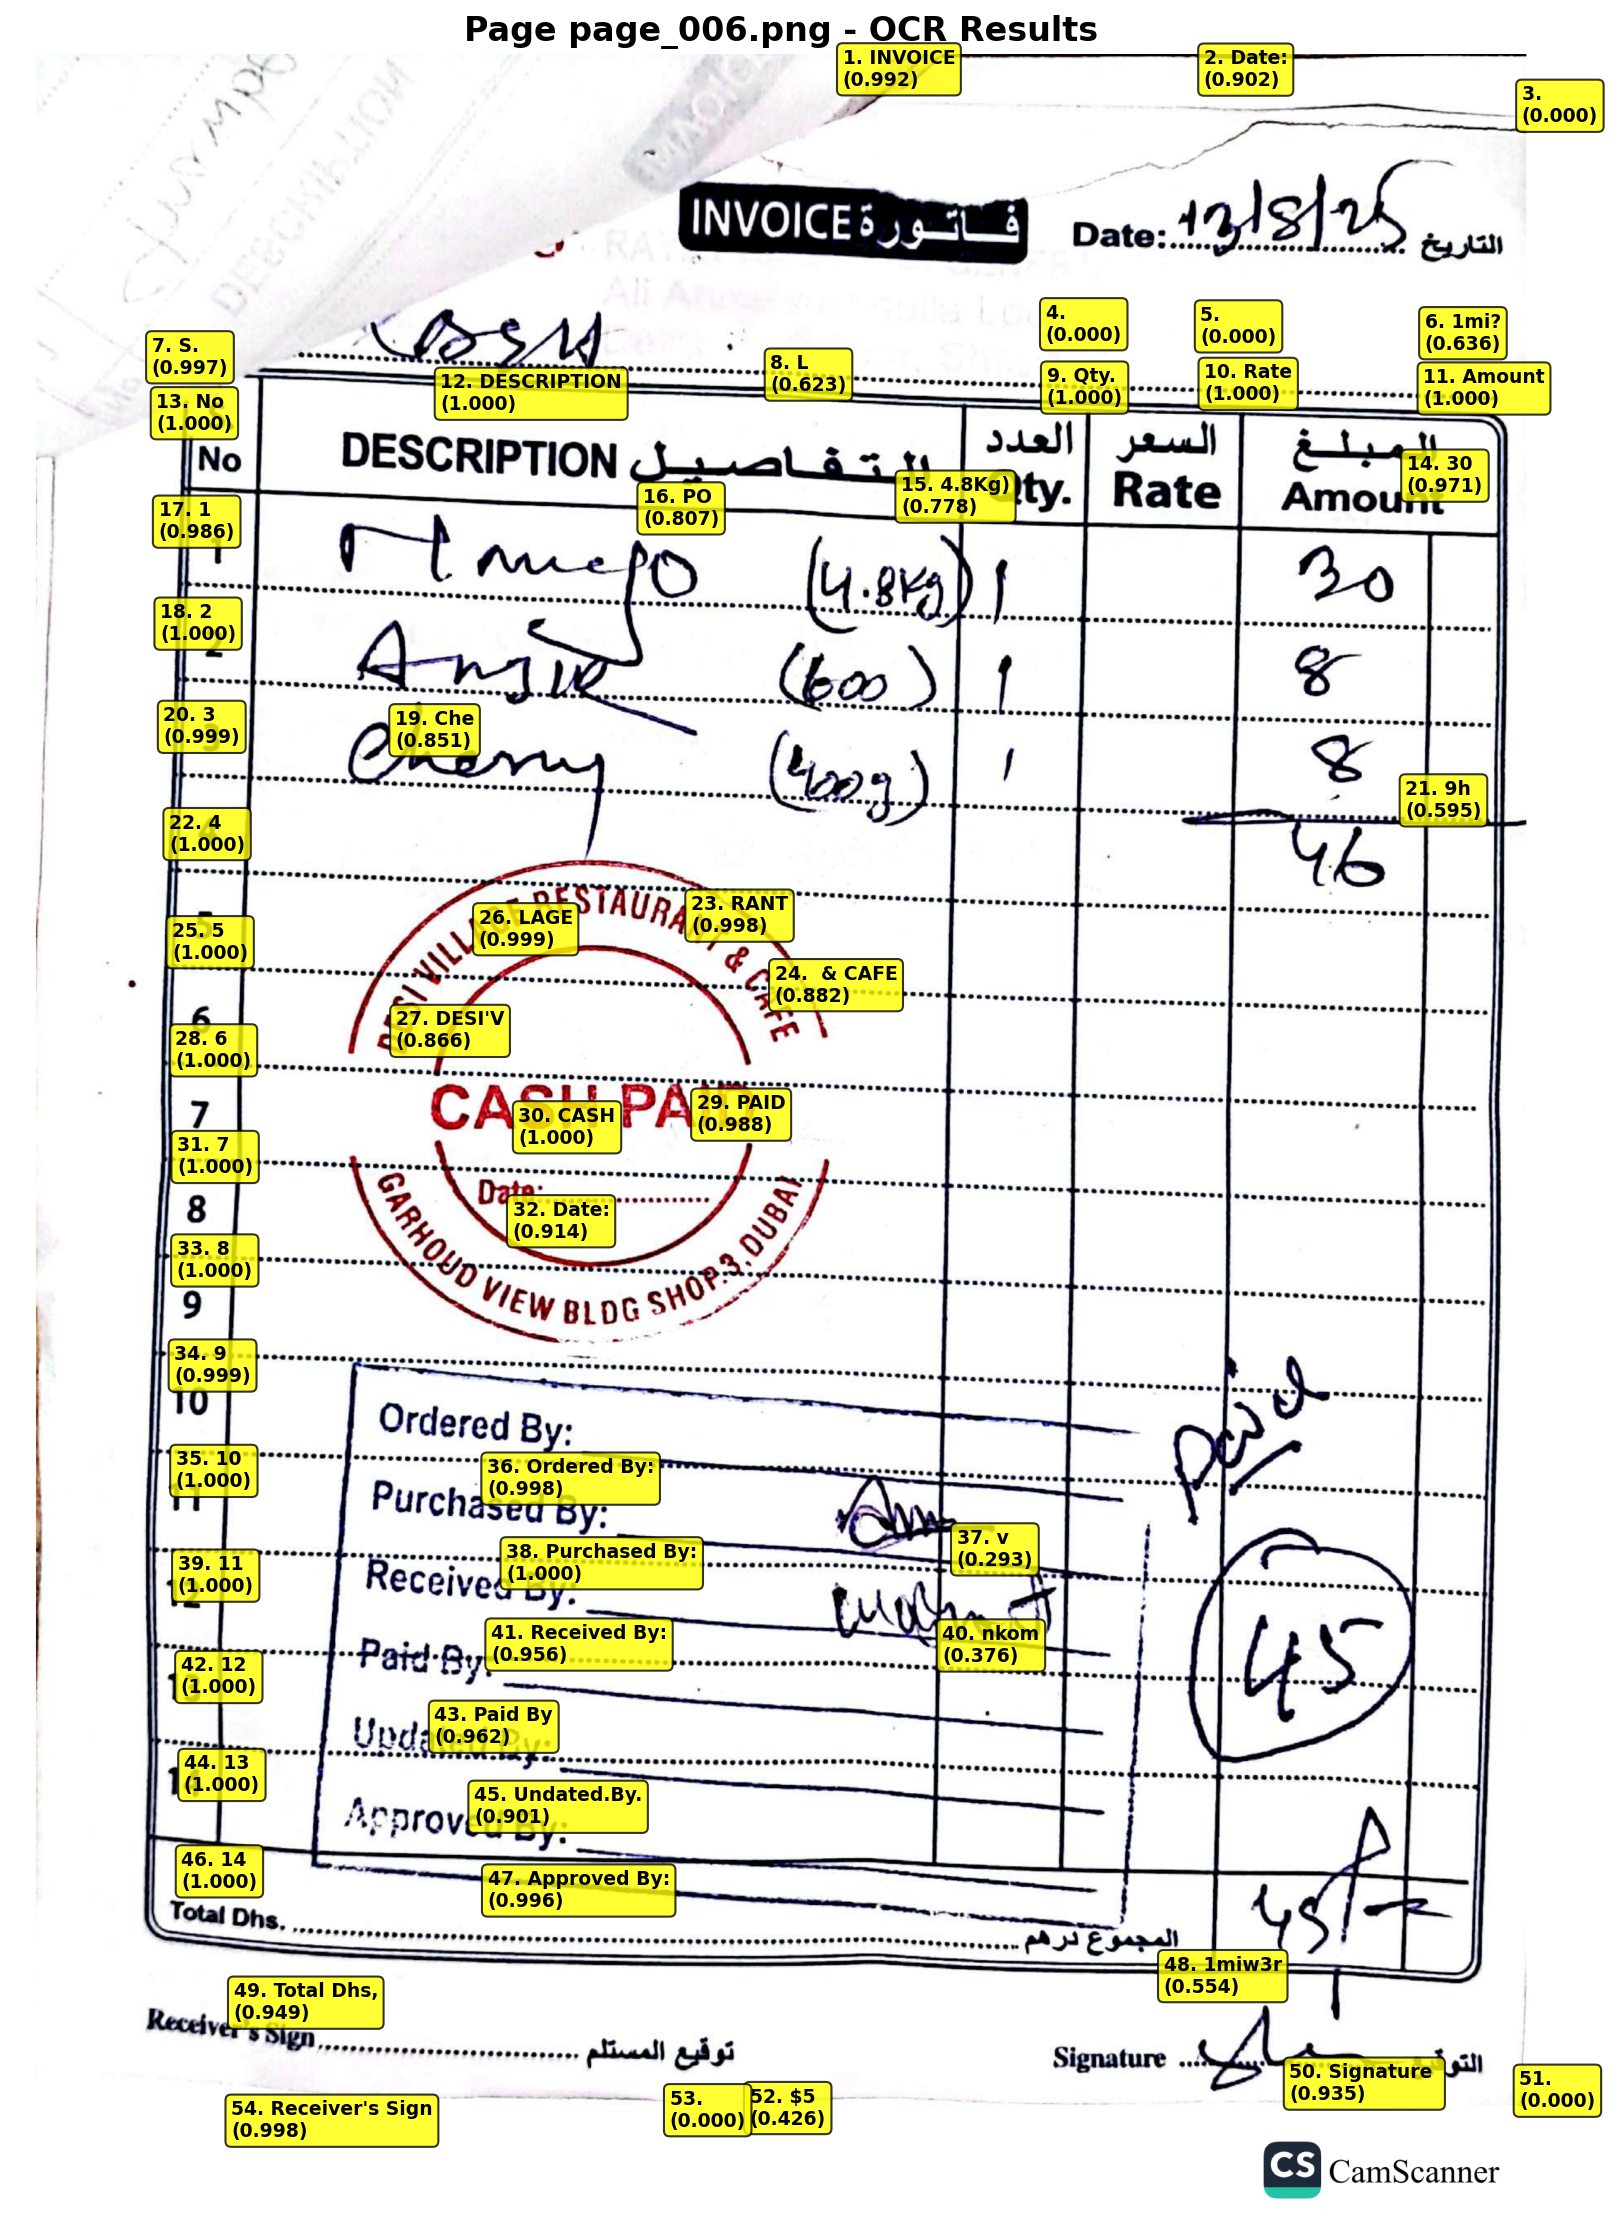 Page page_006.png - OCR Results
1. INVOICE
(0.992)
2. Date:
(0.902)
3.
(0.000)
INVOICE فاتورة
Date: 13/8/25 التاريخ
4.
(0.000)
5.
(0.000)
6. 1mi?
(0.636)
7. S.
(0.997)
8. L
(0.623)
9. Qty.
(1.000)
10. Rate
(1.000)
11. Amount
(1.000)
12. DESCRIPTION
(1.000)
13. No
(1.000)
No DESCRIPTION التفاصيل العدد Qty. السعر Rate المبلغ Amount
14. 30
(0.971)
15. 4.8Kg)
(0.778)
16. PO
(0.807)
17. 1
(0.986)
1 Mango (4.8Kg) 1 30
18. 2
(1.000)
2 (600) 1 8
19. Che
(0.851)
20. 3
(0.999)
3 Cherry (400g) 1 8
21. 9h
(0.595)
22. 4
(1.000)
46
23. RANT
(0.998)
24. & CAFE
(0.882)
25. 5
(1.000)
26. LAGE
(0.999)
DESI VILLAGE RESTAURANT & CAFE
27. DESI'V
(0.866)
6
28. 6
(1.000)
CASH PAID
29. PAID
(0.988)
30. CASH
(1.000)
7
31. 7
(1.000)
Date:
32. Date:
(0.914)
8
33. 8
(1.000)
GARHOUD VIEW BLDG SHOP.3, DUBAI
9
34. 9
(0.999)
10
paid
Ordered By:
35. 10
(1.000)
36. Ordered By:
(0.998)
11
Purchased By:
37. v
(0.293)
38. Purchased By:
(1.000)
39. 11
(1.000)
12
Received By:
40. nkom
(0.376)
41. Received By:
(0.956)
45
Paid By:
42. 12
(1.000)
13
43. Paid By
(0.962)
Updated By:
44. 13
(1.000)
14
45. Undated.By.
(0.901)
Approved By:
46. 14
(1.000)
47. Approved By:
(0.996)
Total Dhs. المجموع درهم 45/-
48. 1miw3r
(0.554)
49. Total Dhs,
(0.949)
Receiver's Sign توقيع المستلم Signature التوقيع
50. Signature
(0.935)
51.
(0.000)
52. $5
(0.426)
53.
(0.000)
54. Receiver's Sign
(0.998)
CS CamScanner